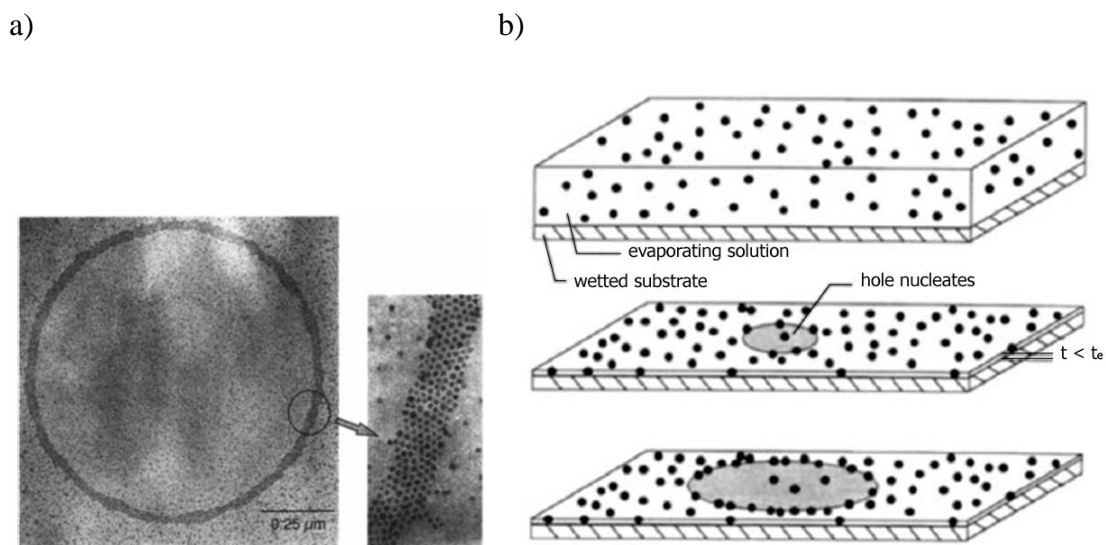 a)
b)
evaporating solution
wetted substrate
hole nucleates
t < tₑ
0.25 µm